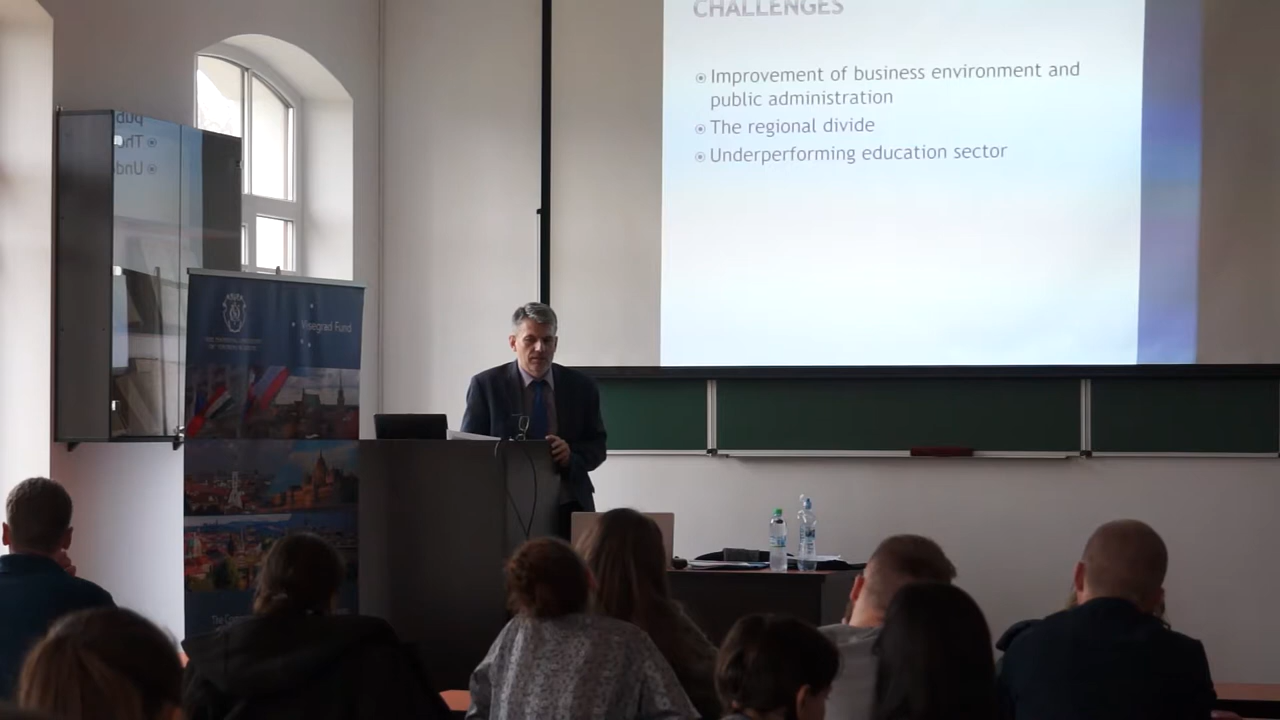 CHALLENGES
Improvement of business environment and
public administration
The regional divide
Underperforming education sector
Visegrad Fund